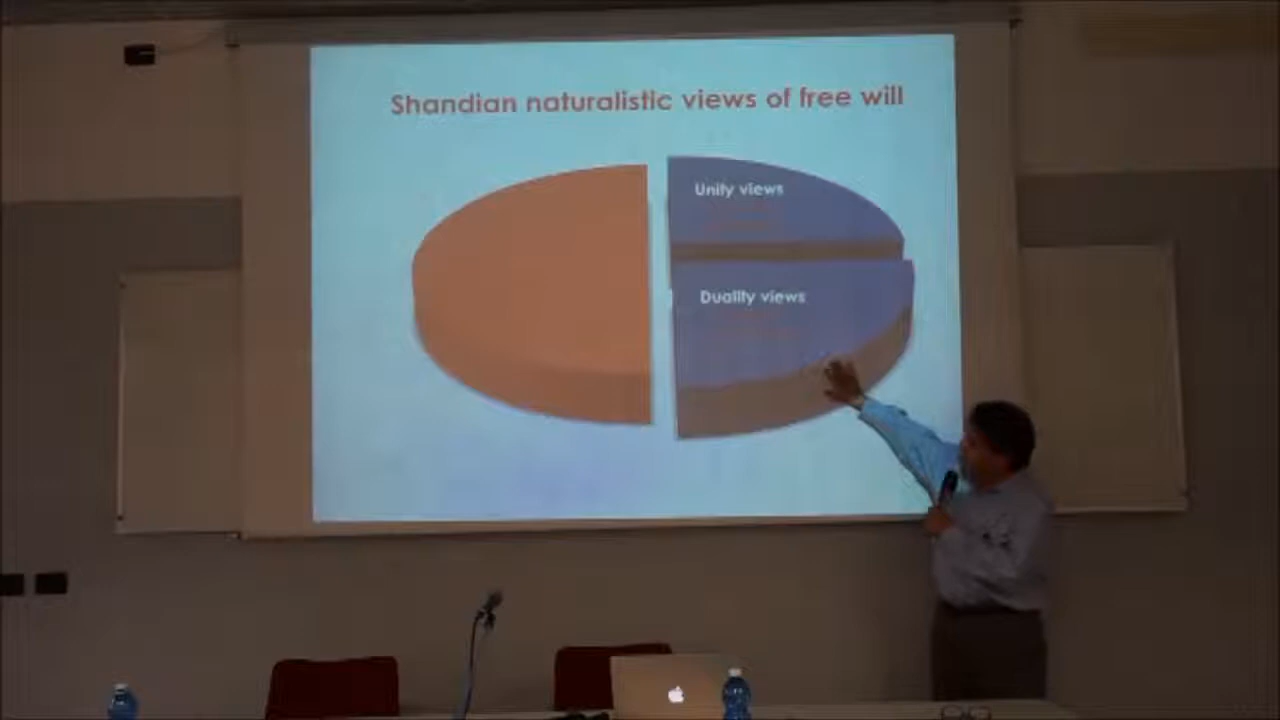 Shandian naturalistic views of free will
Unity views
Duality views